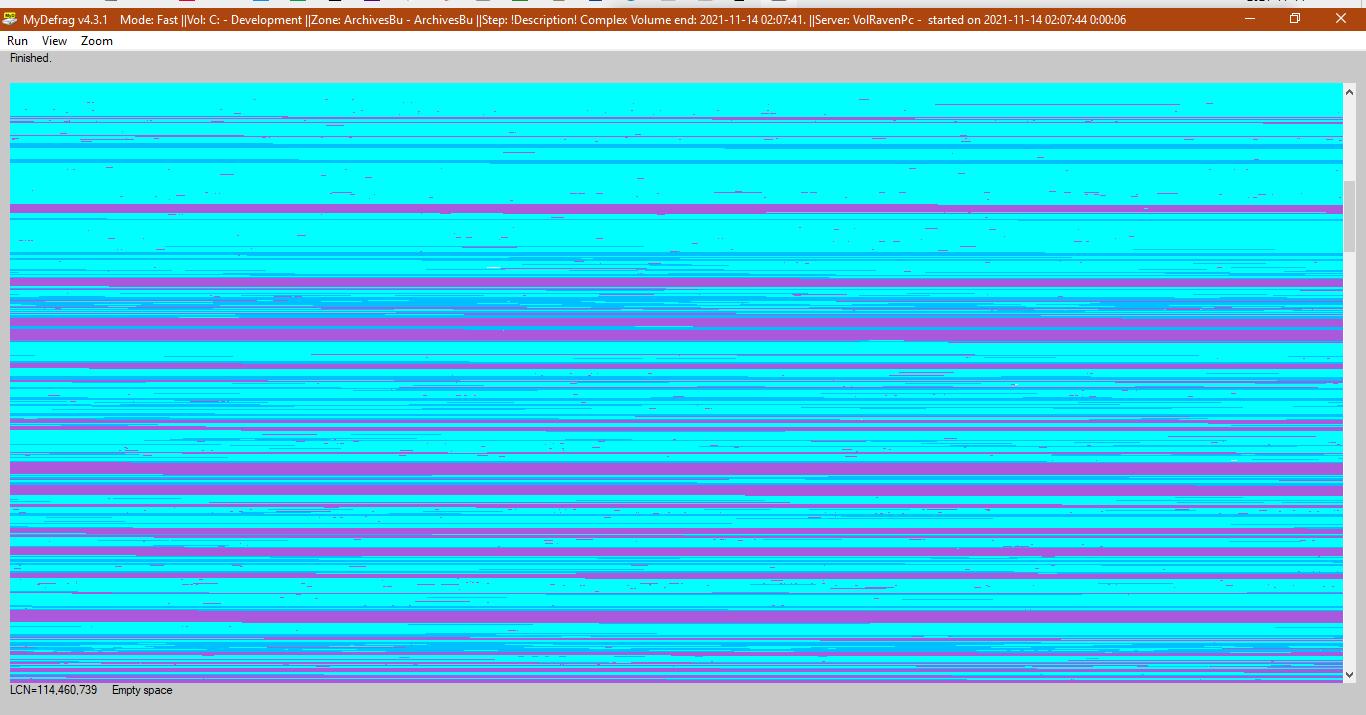 MyDefrag v4.3.1 Mode: Fast ||Vol: C: - Development ||Zone: ArchivesBu - ArchivesBu ||Step: !Description! Complex Volume end: 2021-11-14 02:07:41. ||Server: VolRavenPc - started on 2021-11-14 02:07:44 0:00:06
Run View Zoom
Finished.
LCN=114,460,739 Empty space